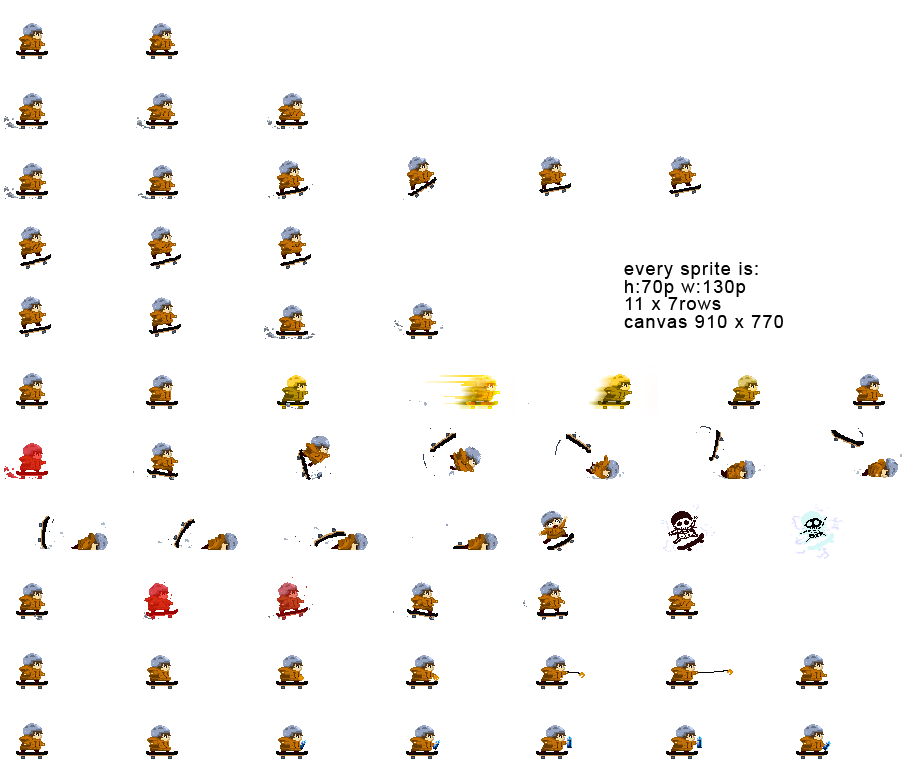 every sprite is:
h:70p w:130p
11 x 7rows
canvas 910 x 770